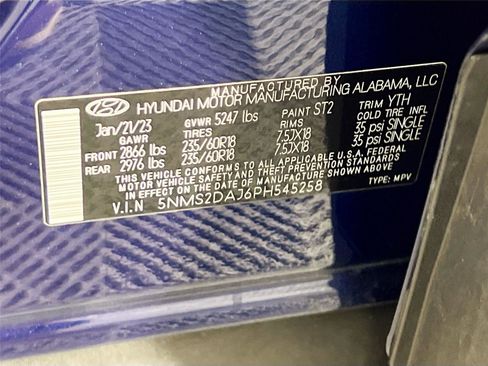 MANUFACTURED BY
HYUNDAI MOTOR MANUFACTURING ALABAMA, LLC
Jan/21/23 GVWR 5247 lbs PAINT ST2 TRIM YTH
GAWR TIRES RIMS COLD TIRE INFL
FRONT 2866 lbs 235/60R18 7.5JX18 35 psi SINGLE
REAR 2976 lbs 235/60R18 7.5JX18 35 psi SINGLE
THIS VEHICLE CONFORMS TO ALL APPLICABLE U.S.A. FEDERAL
MOTOR VEHICLE SAFETY AND THEFT PREVENTION STANDARDS
IN EFFECT ON THE DATE OF MANUFACTURE SHOWN ABOVE.
V.I.N 5NMS2DAJ6PH545258 TYPE: MPV